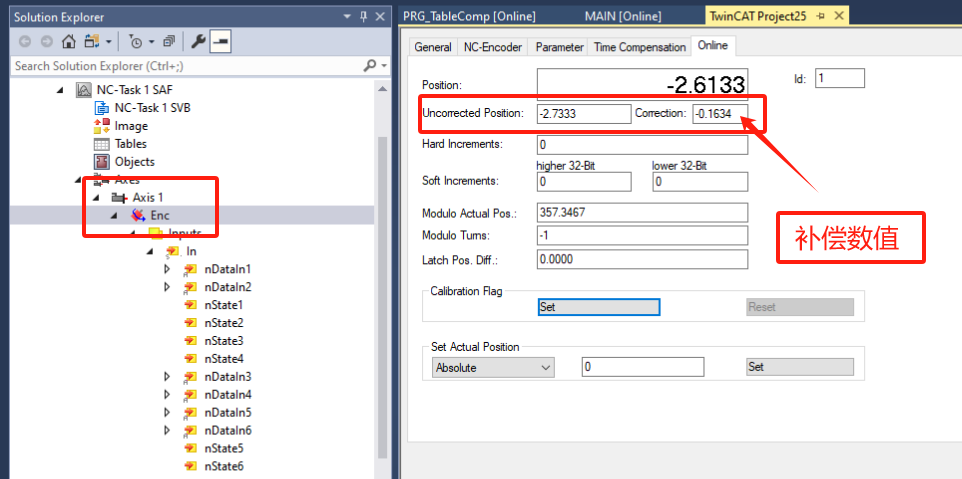 Solution Explorer
Search Solution Explorer (Ctrl+;)
NC-Task 1 SAF
NC-Task 1 SVB
Image
Tables
Objects
Axes
Axis 1
Enc
Inputs
In
nDataIn1
nDataIn2
nState1
nState2
nState3
nState4
nDataIn3
nDataIn4
nDataIn5
nDataIn6
nState5
nState6
PRG_TableComp [Online] MAIN [Online] TwinCAT Project25
General NC-Encoder Parameter Time Compensation Online
Position: -2.6133 Id: 1
Uncorrected Position: -2.7333 Correction: -0.1634
Hard Increments: 0
higher 32-Bit lower 32-Bit
Soft Increments: 0 0
Modulo Actual Pos.: 357.3467
Modulo Turns: -1
Latch Pos. Diff.: 0.0000
补偿数值
Calibration Flag
Set Reset
Set Actual Position
Absolute 0 Set